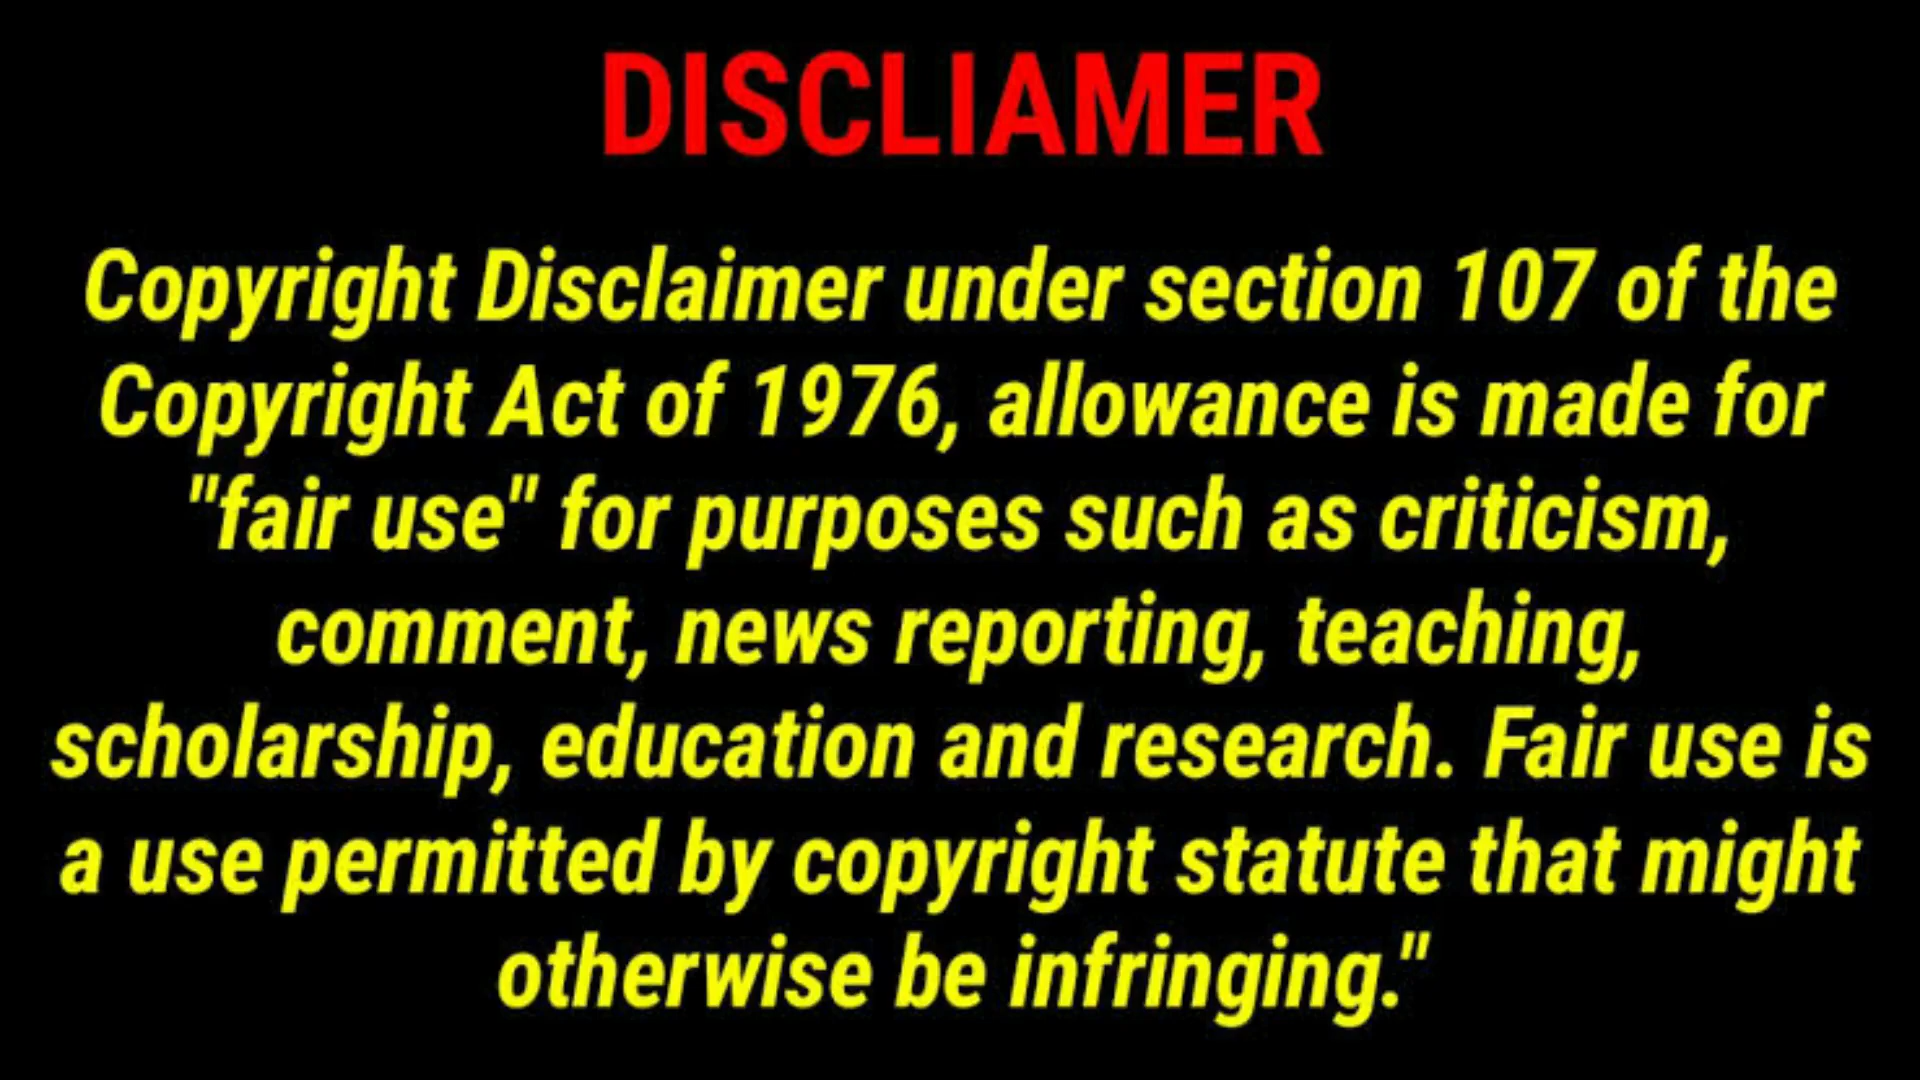 DISCLIAMER
Copyright Disclaimer under section 107 of the
Copyright Act of 1976, allowance is made for
"fair use" for purposes such as criticism,
comment, news reporting, teaching,
scholarship, education and research. Fair use is
a use permitted by copyright statute that might
otherwise be infringing."